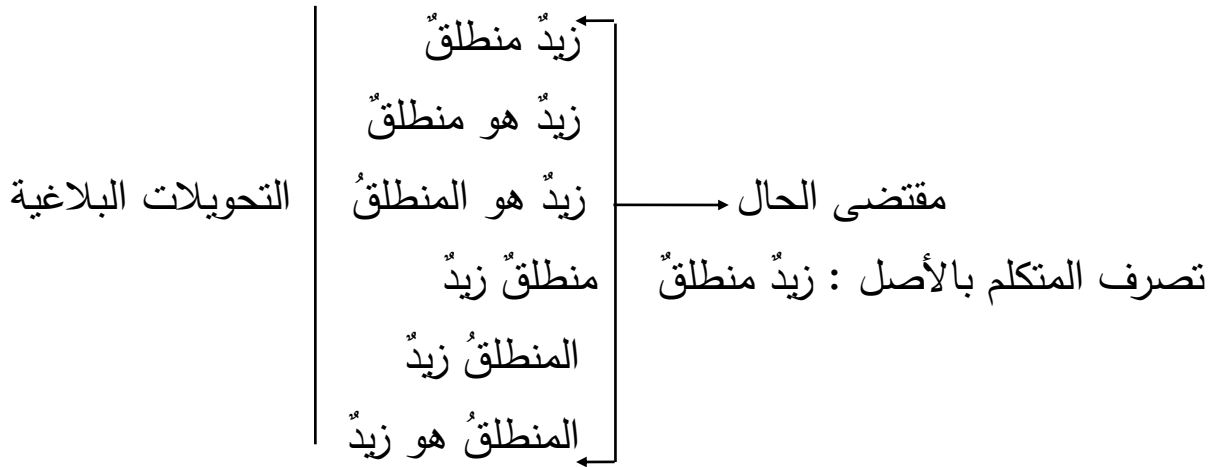 زيدٌ منطلقٌ
زيدٌ هو منطلقٌ
مقتضى الحال
زيدٌ هو المنطلقُ
التحويلات البلاغية
تصرف المتكلم بالأصل : زيدٌ منطلقٌ
منطلقٌ زيدٌ
المنطلقُ زيدٌ
المنطلقُ هو زيدٌ